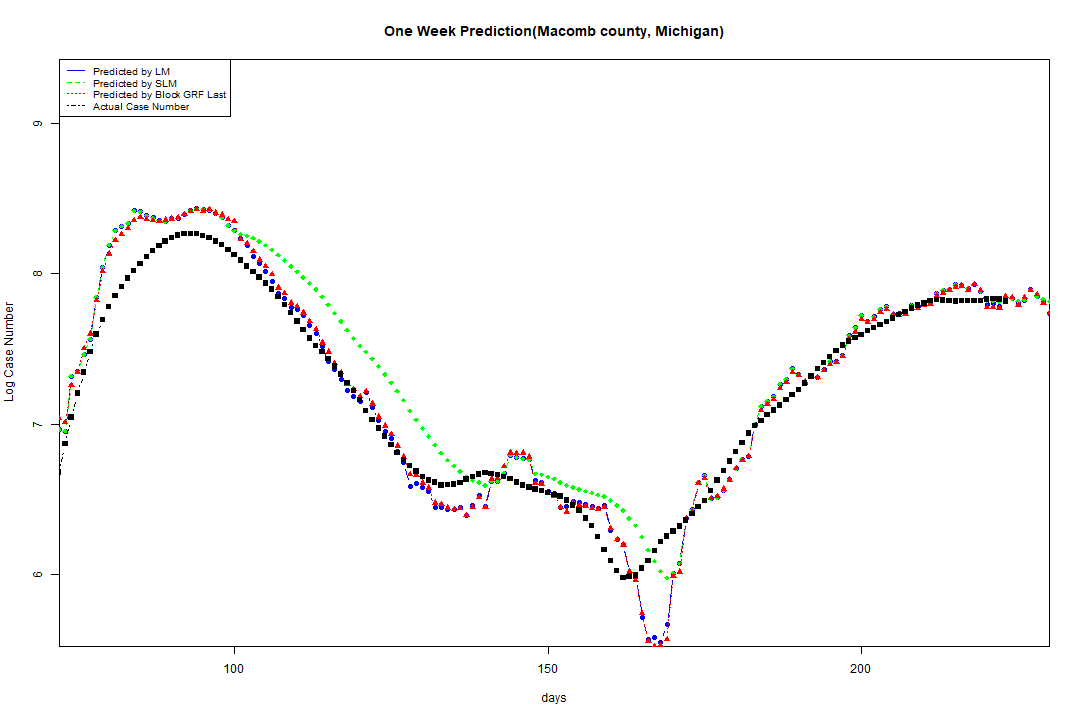 One Week Prediction(Macomb county, Michigan)
Predicted by LM
Predicted by SLM
Predicted by Block GRF Last
Actual Case Number
9
8
7
6
Log Case Number
100
150
200
days